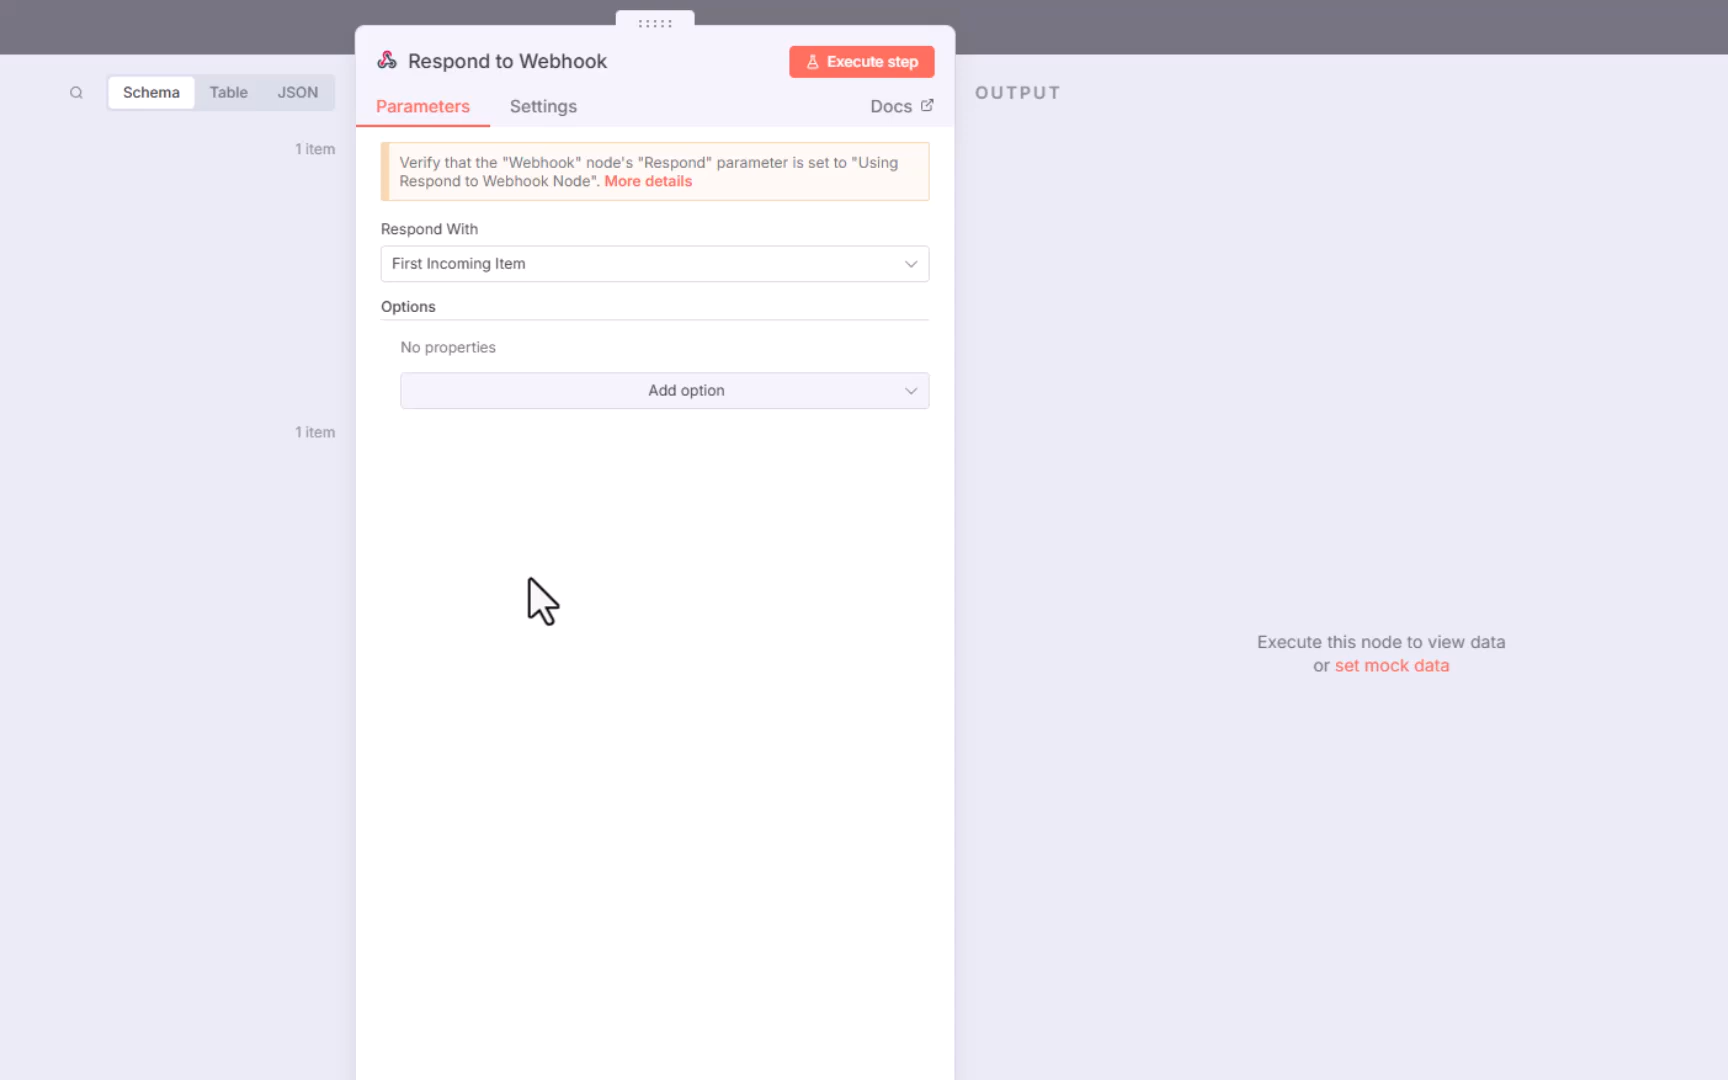 Respond to Webhook
Execute step
Schema
Table
JSON
Parameters
Settings
Docs
OUTPUT
1 item
Verify that the "Webhook" node's "Respond" parameter is set to "Using
Respond to Webhook Node". More details
Respond With
First Incoming Item
Options
No properties
Add option
1 item
Execute this node to view data
or set mock data